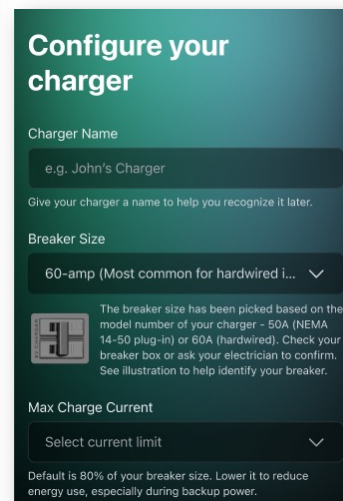 Configure your
charger
Charger Name
e.g. John's Charger
Give your charger a name to help you recognize it later.
Breaker Size
60-amp (Most common for hardwired i...
The breaker size has been picked based on the
model number of your charger - 50A (NEMA
14-50 plug-in) or 60A (hardwired). Check your
breaker box or ask your electrician to confirm.
See illustration to help identify your breaker.
Max Charge Current
Select current limit
Default is 80% of your breaker size. Lower it to reduce
energy use, especially during backup power.